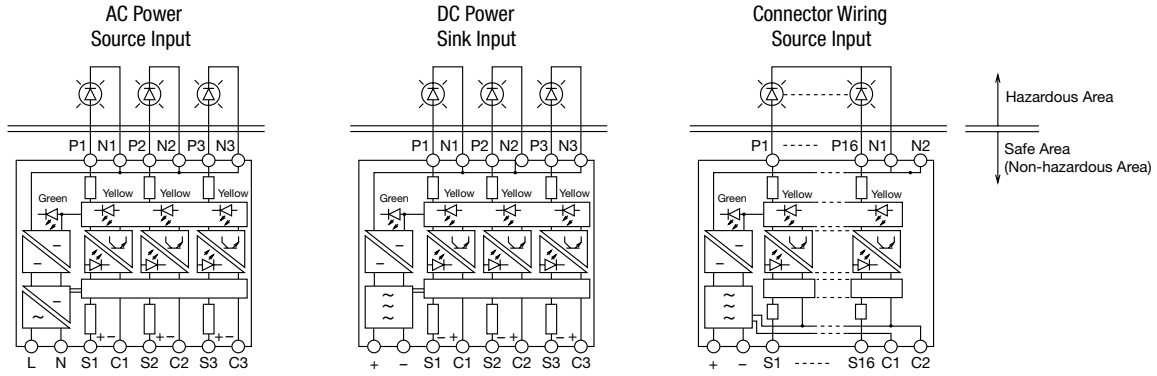 AC Power
Source Input
DC Power
Sink Input
Connector Wiring
Source Input
Hazardous Area
Safe Area
(Non-hazardous Area)
P1 N1 P2 N2 P3 N3
Green
Yellow Yellow
L N S1 C1 S2 C2 S3 C3
+ – + – + –
P1 N1 P2 N2 P3 N3
Green
Yellow Yellow
+ – S1 C1 S2 C2 S3 C3
– + – + – +
P1 ----- P16 N1 N2
Green
Yellow Yellow
+ – S1 ----- S16 C1 C2